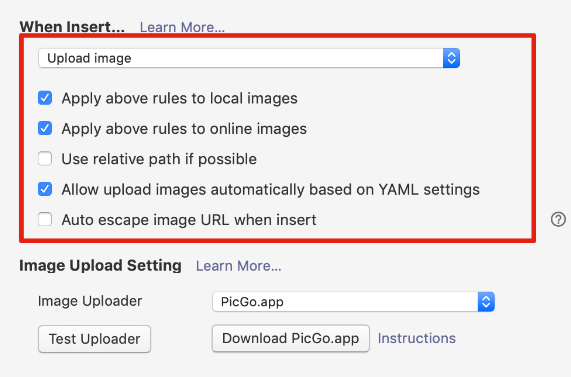 When Insert... Learn More...
Upload image
Apply above rules to local images
Apply above rules to online images
Use relative path if possible
Allow upload images automatically based on YAML settings
Auto escape image URL when insert
?
Image Upload Setting Learn More...
Image Uploader PicGo.app
Test Uploader Download PicGo.app Instructions